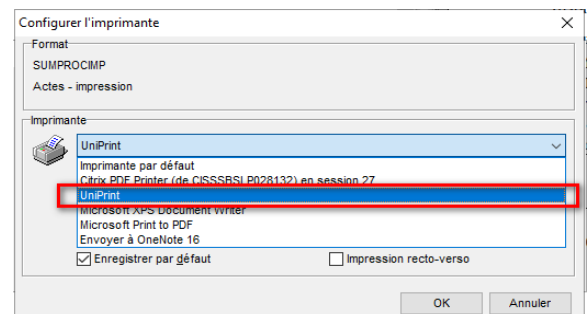 Configurer l'imprimante
Format
SUMPROCIMP
Actes - impression
Imprimante
UniPrint
Imprimante par défaut
Citrix PDF Printer (de CISSSBSLP028132) en session 27
UniPrint
Microsoft XPS Document Writer
Microsoft Print to PDF
Envoyer à OneNote 16
Enregistrer par défaut
Impression recto-verso
OK
Annuler